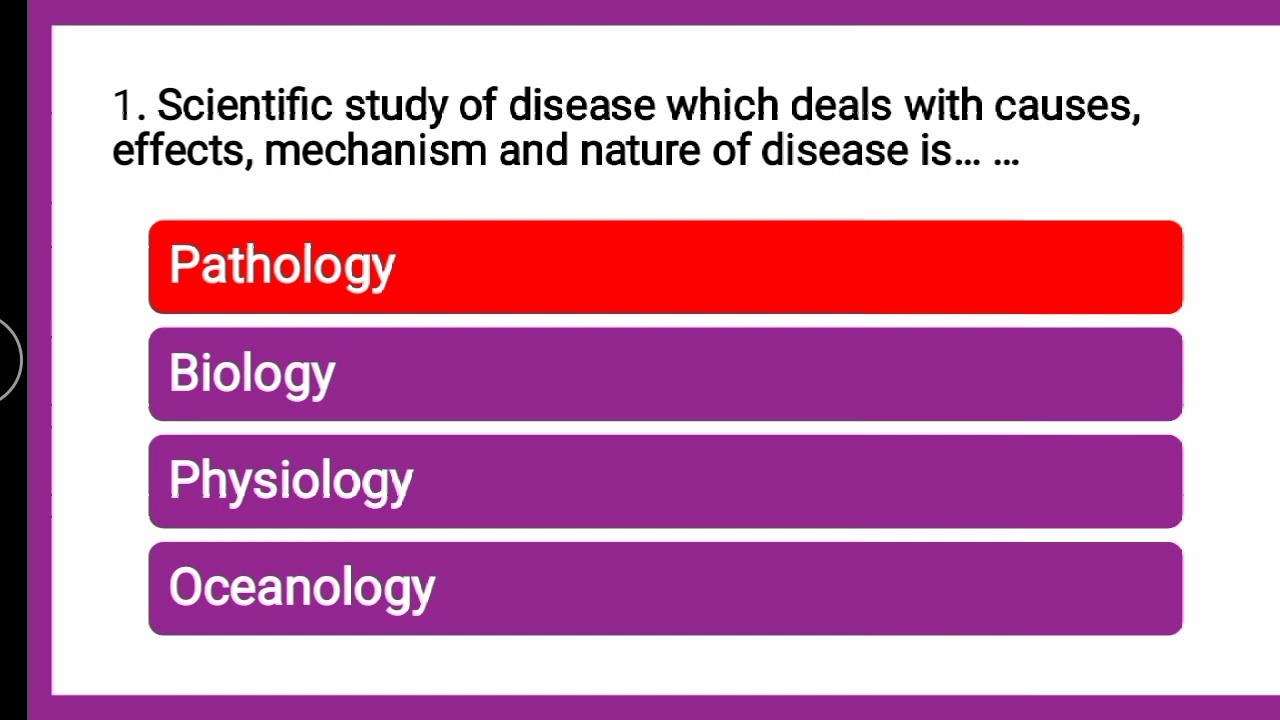 1. Scientific study of disease which deals with causes,
effects, mechanism and nature of disease is... ...
Pathology
Biology
Physiology
Oceanology